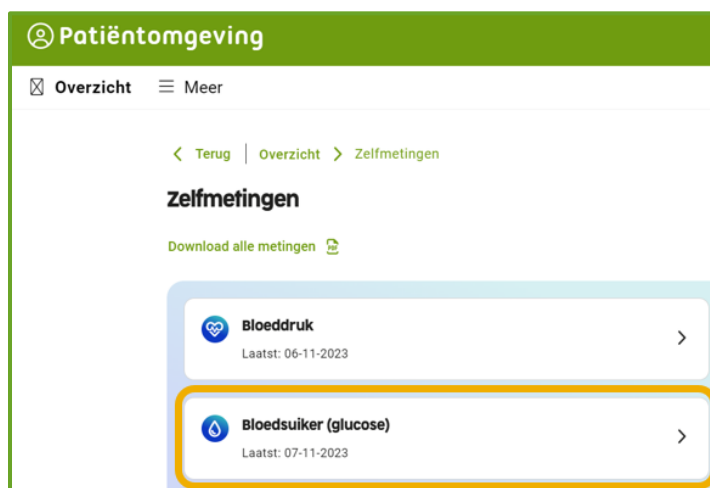 Patiëntomgeving
Overzicht Meer
Terug Overzicht Zelfmetingen
Zelfmetingen
Download alle metingen PDF
Bloeddruk
Laatst: 06-11-2023
Bloedsuiker (glucose)
Laatst: 07-11-2023